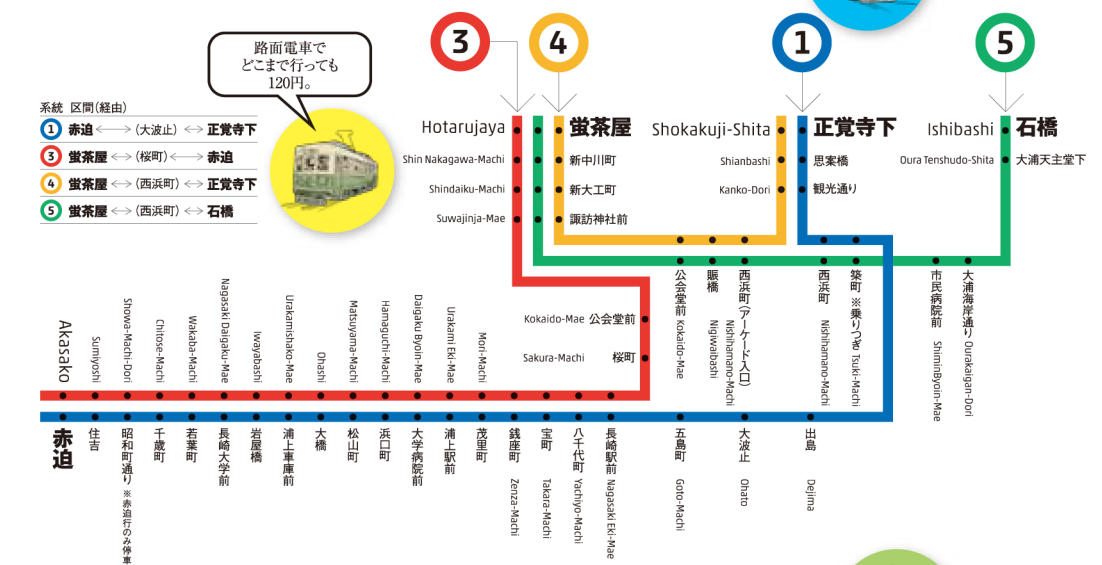 路面電車で
どこまで行っても
120円。
3
4
1
5
系統 区間(経由)
1 赤迫 ⟷ (大波止) ⟷ 正覚寺下
3 蛍茶屋 ⟷ (桜町) ⟷ 赤迫
4 蛍茶屋 ⟷ (西浜町) ⟷ 正覚寺下
5 蛍茶屋 ⟷ (西浜町) ⟷ 石橋
Hotarujaya 蛍茶屋
Shin Nakagawa-Machi 新中川町
Shindaiku-Machi 新大工町
Suwajinja-Mae 諏訪神社前
Shokakuji-Shita 正覚寺下
Shianbashi 思案橋
Kanko-Dori 観光通り
Ishibashi 石橋
Oura Tenshudo-Shita 大浦天主堂下
公会堂前 Kokaido-Mae
賑橋 Nigiwaibashi
西浜町(アーケード入口)
Nishihamano-Machi
西浜町 Nishihamano-Machi
築町 ※乗りつぎ Tsuki-Machi
市民病院前 ShiminByoin-Mae
大浦海岸通り Ourakaigan-Dori
Kokaido-Mae 公会堂前
Sakura-Machi 桜町
Akasako
Sumiyoshi
Showa-Machi-Dori
Chitose-Machi
Wakaba-Machi
Nagasaki Daigaku-Mae
Iwayabashi
Urakamishako-Mae
Ohashi
Matsuyama-Machi
Hamaguchi-Machi
Daigaku Byoin-Mae
Urakami Eki-Mae
Mori-Machi
赤迫
住吉
昭和町通り ※赤迫行のみ停車
千歳町
若葉町
長崎大学前
岩屋橋
浦上車庫前
大橋
松山町
浜口町
大学病院前
浦上駅前
茂里町
銭座町 Zenza-Machi
宝町 Takara-Machi
八千代町 Yachiyo-Machi
長崎駅前 Nagasaki Eki-Mae
五島町 Goto-Machi
大波止 Ohato
出島 Dejima